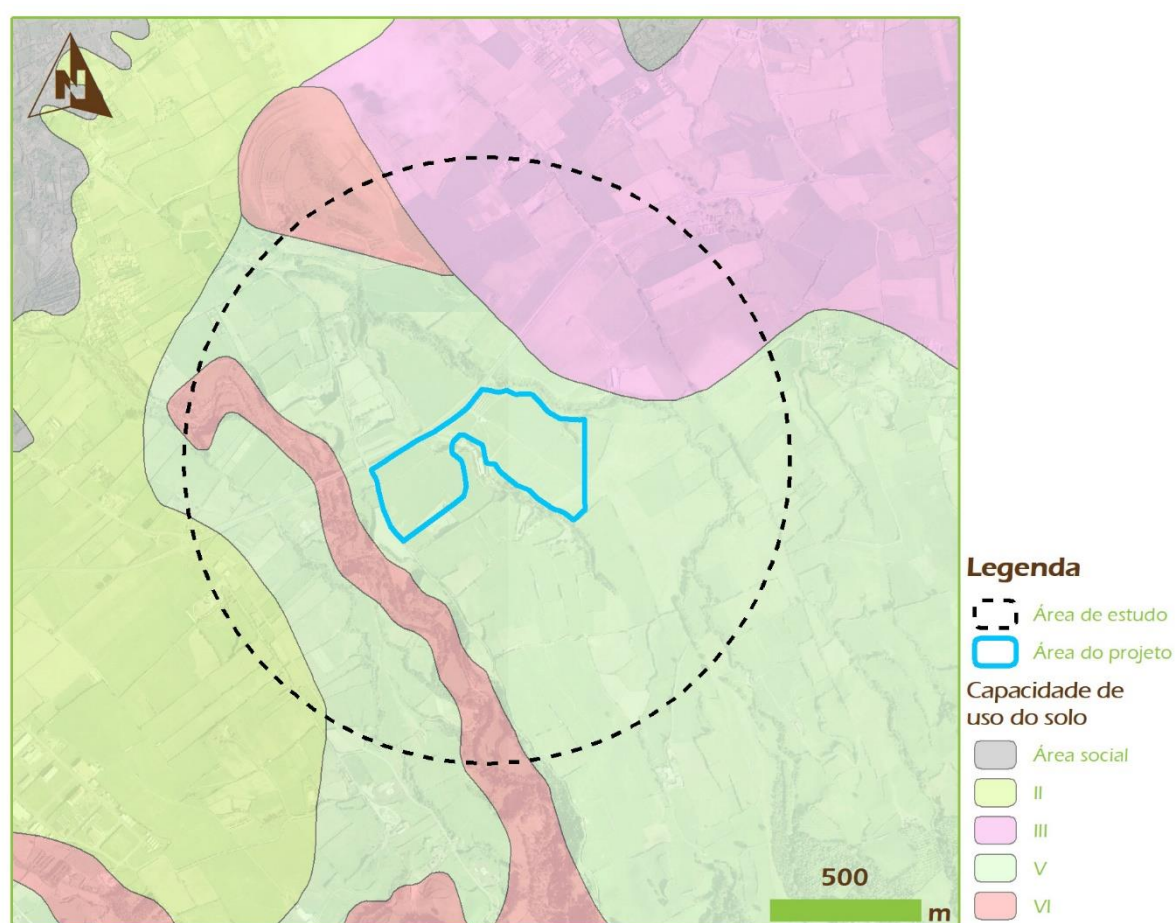 N
500
m
Legenda
Área de estudo
Área do projeto
Capacidade de
uso do solo
Área social
II
III
V
VI